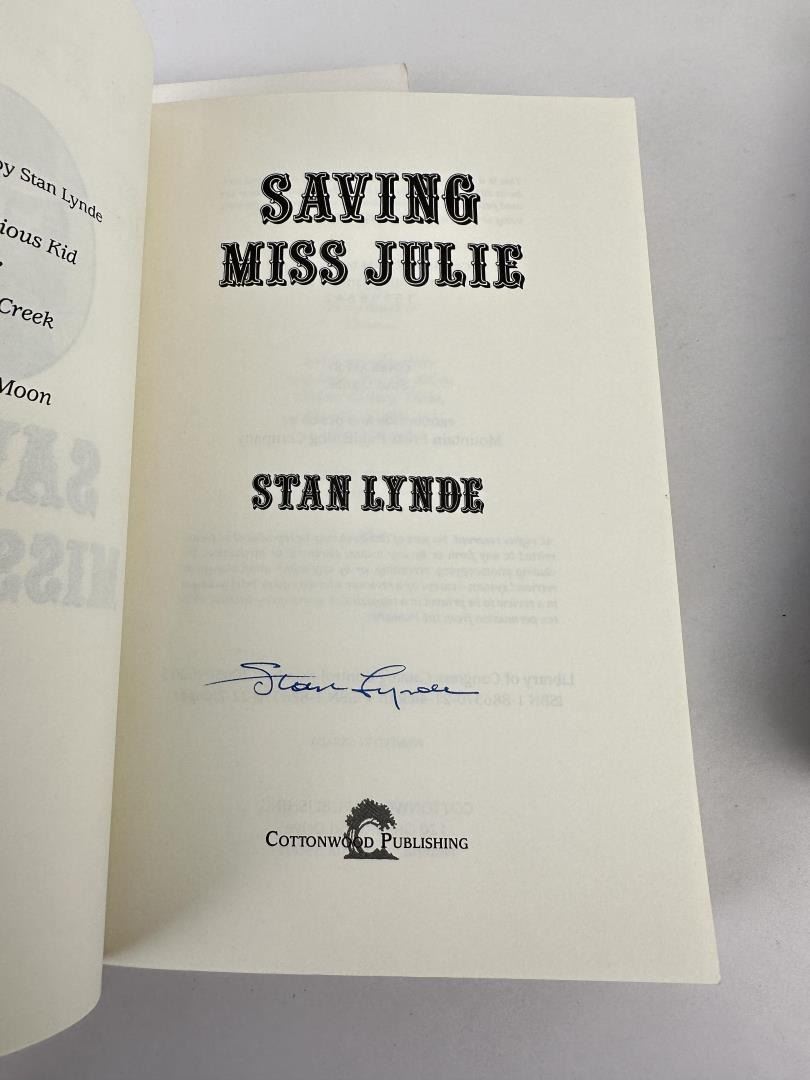 by Stan Lynde
ious Kid
Creek
Moon
SAVING
MISS JULIE
STAN LYNDE
Stan Lynde
COTTONWOOD PUBLISHING